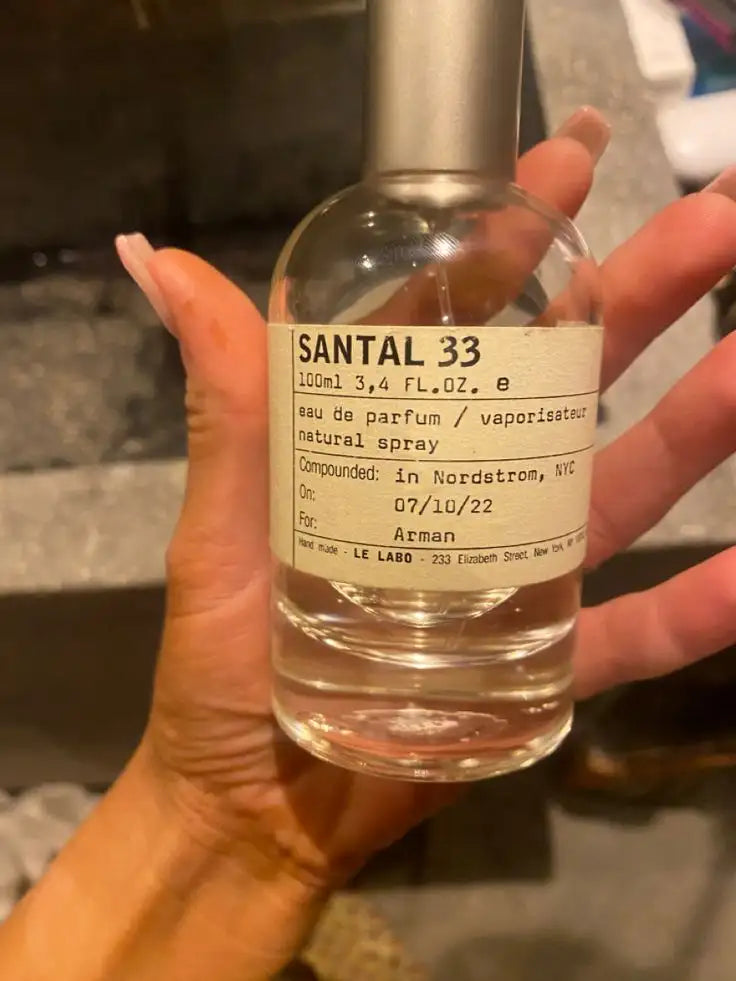 SANTAL 33
100ml 3,4 FL.OZ. e
eau de parfum / vaporisateur
natural spray
Compounded: in Nordstrom, NYC
On: 07/10/22
For: Arman
Hand made - LE LABO - 233 Elizabeth Street, New York, NY